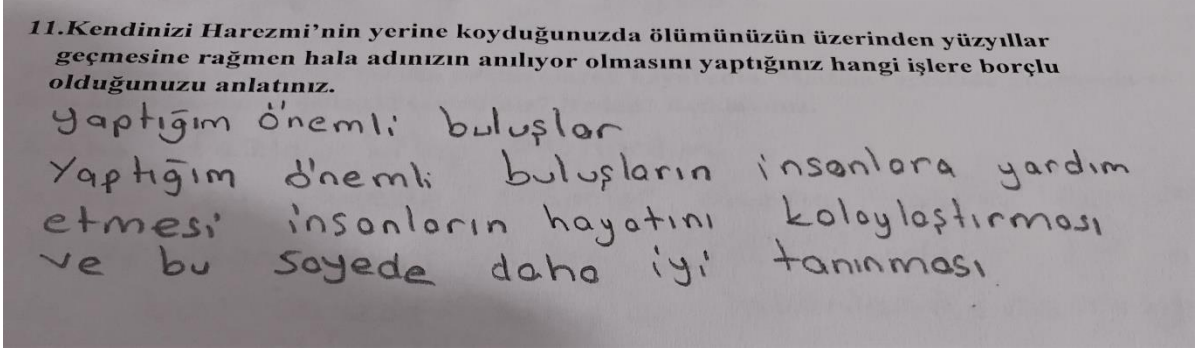 11.Kendinizi Harezmi’nin yerine koyduğunuzda ölümünüzün üzerinden yüzyıllar
geçmesine rağmen hala adınızın anılıyor olmasını yaptığınız hangi işlere borçlu
olduğunuzu anlatınız.
yaptığım önemli buluşlar
Yaptığım önemli buluşların insanlara yardım
etmesi insanların hayatını kolaylaştırması
ve bu sayede daha iyi tanınması